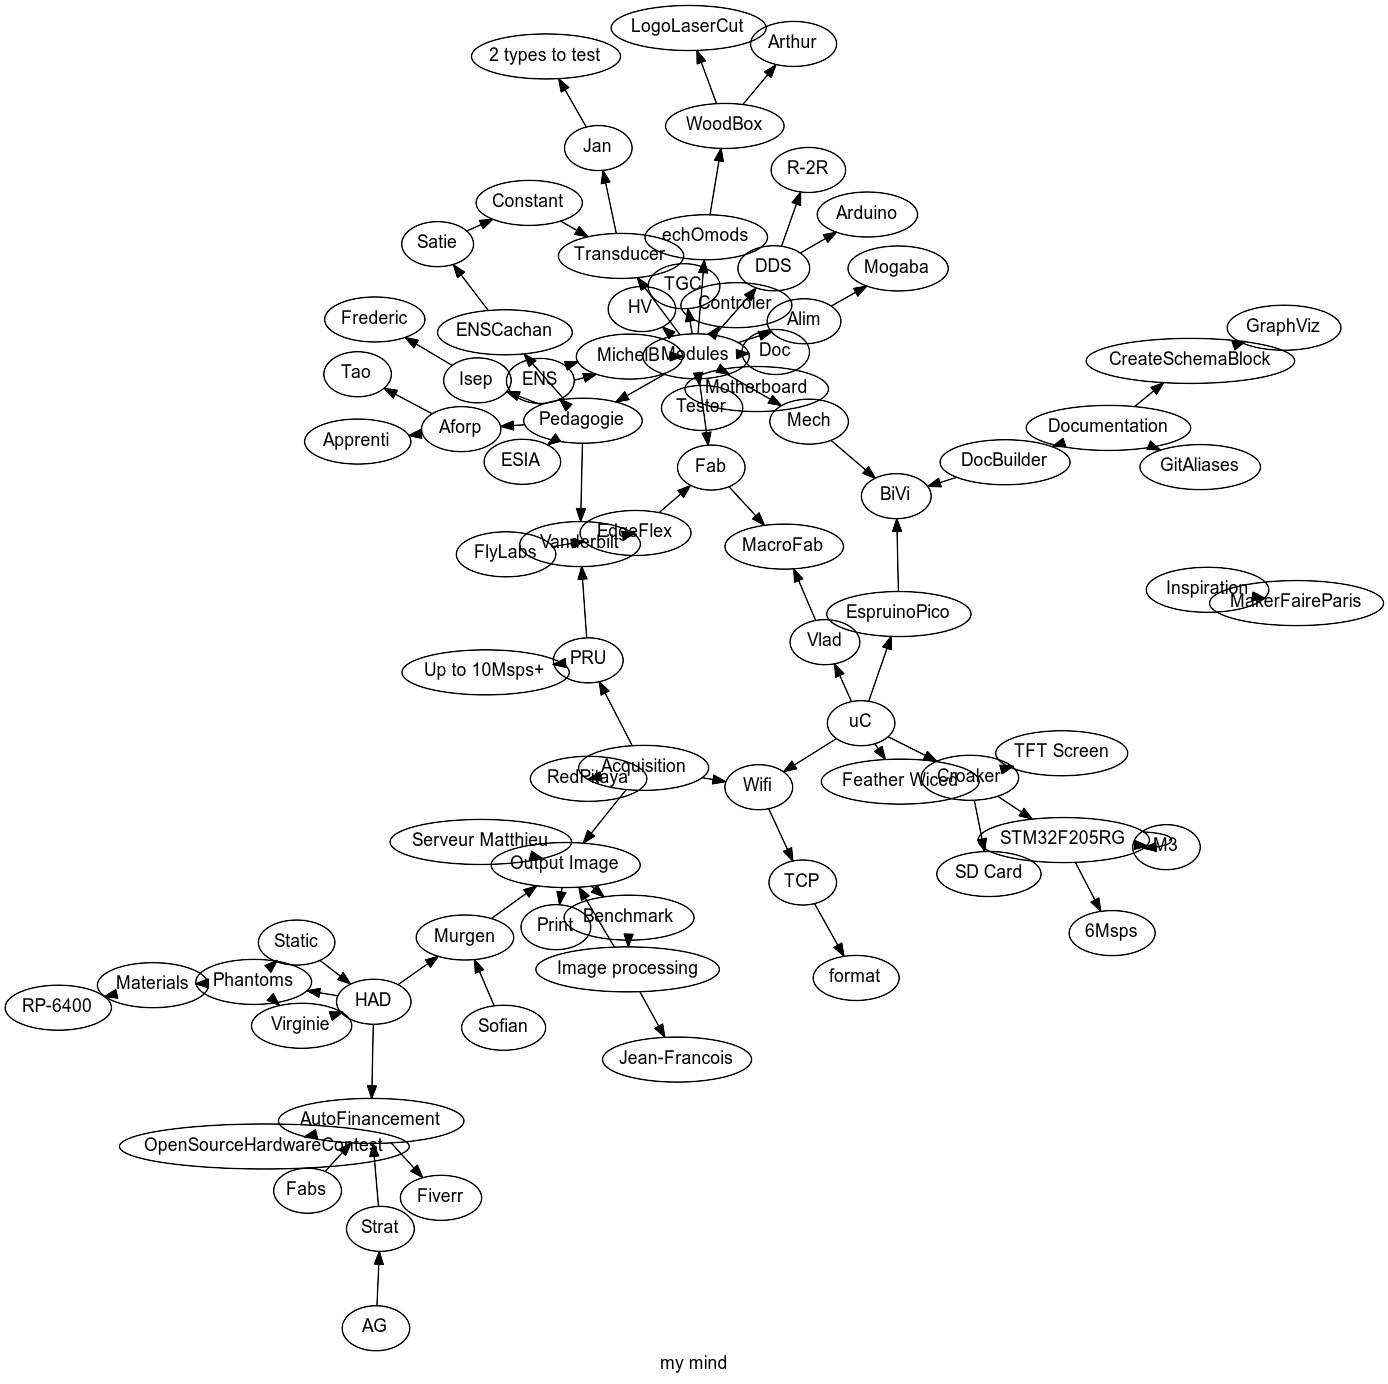 LogoLaserCut
Arthur
2 types to test
WoodBox
Jan
R-2R
Constant
Arduino
Satie
echOmods
Transducer
DDS
Mogaba
TGC
Controler
HV
Alim
Frederic
ENSCachan
GraphViz
MichelB
Modules
Doc
CreateSchemaBlock
Tao
Isep
ENS
Motherboard
Tester
Mech
Pedagogie
Aforp
Apprenti
Documentation
ESIA
Fab
DocBuilder
GitAliases
BiVi
EdgeFlex
Vanderbilt
FlyLabs
MacroFab
Inspiration
MakerFaireParis
EspruinoPico
Vlad
PRU
Up to 10Msps+
uC
TFT Screen
Acquisition
RedPitaya
Wifi
Feather Wiced
Croaker
Serveur Matthieu
Output Image
STM32F205RG
M3
SD Card
TCP
Print
Benchmark
6Msps
Static
Murgen
Image processing
format
Materials
Phantoms
HAD
RP-6400
Virginie
Sofian
Jean-Francois
AutoFinancement
OpenSourceHardwareContest
Fabs
Fiverr
Strat
AG
my mind